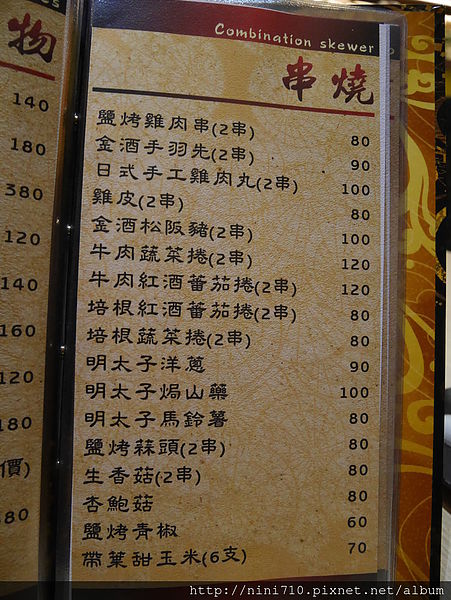 物
140
180
380
120
140
160
120
180
價)
80
Combination skewer
串燒
鹽烤雞肉串(2串) 80
金酒手羽先(2串) 90
日式手工雞肉丸(2串) 100
雞皮(2串) 80
金酒松阪豬(2串) 100
牛肉蔬菜捲(2串) 120
牛肉紅酒蕃茄捲(2串) 120
培根紅酒蕃茄捲(2串) 80
培根蔬菜捲(2串) 80
明太子洋蔥 90
明太子焗山藥 100
明太子馬鈴薯 80
鹽烤蒜頭(2串) 80
生香菇(2串) 80
杏鮑菇 80
鹽烤青椒 60
帶葉甜玉米(6支) 70
http://nini710.pixnet.net/album